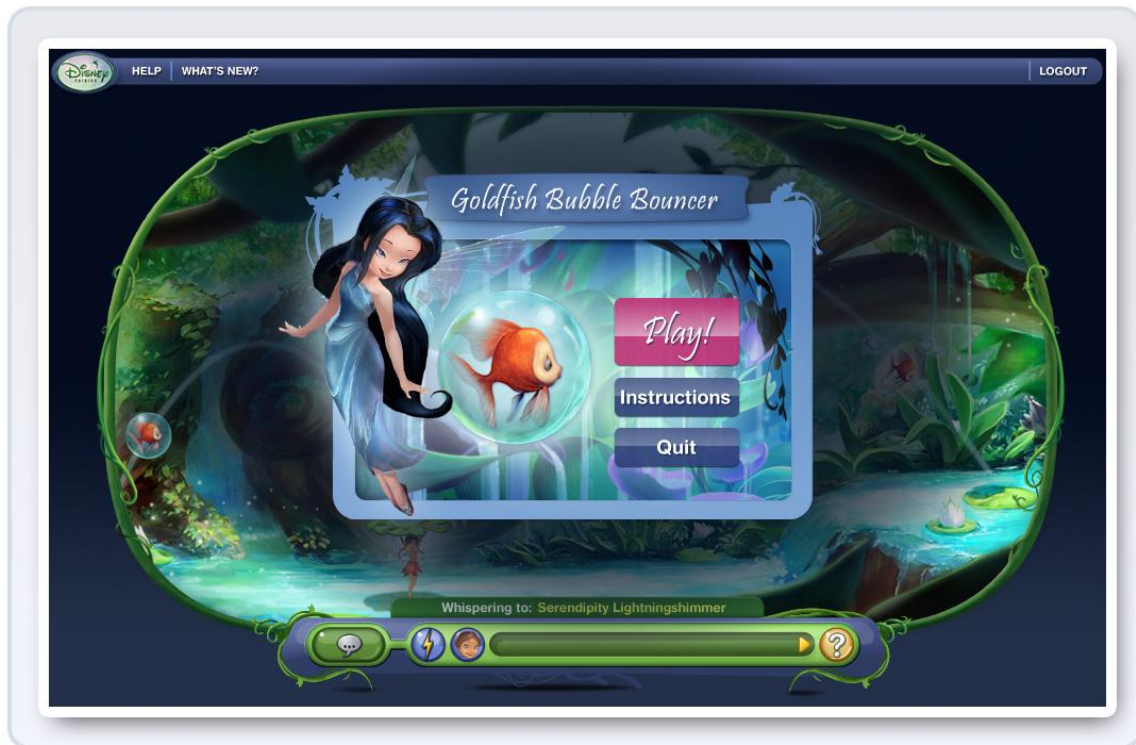 Disney
FAIRIES
HELP
WHAT'S NEW?
LOGOUT
Goldfish Bubble Bouncer
Play!
Instructions
Quit
Whispering to: Serendipity Lightningshimmer
?